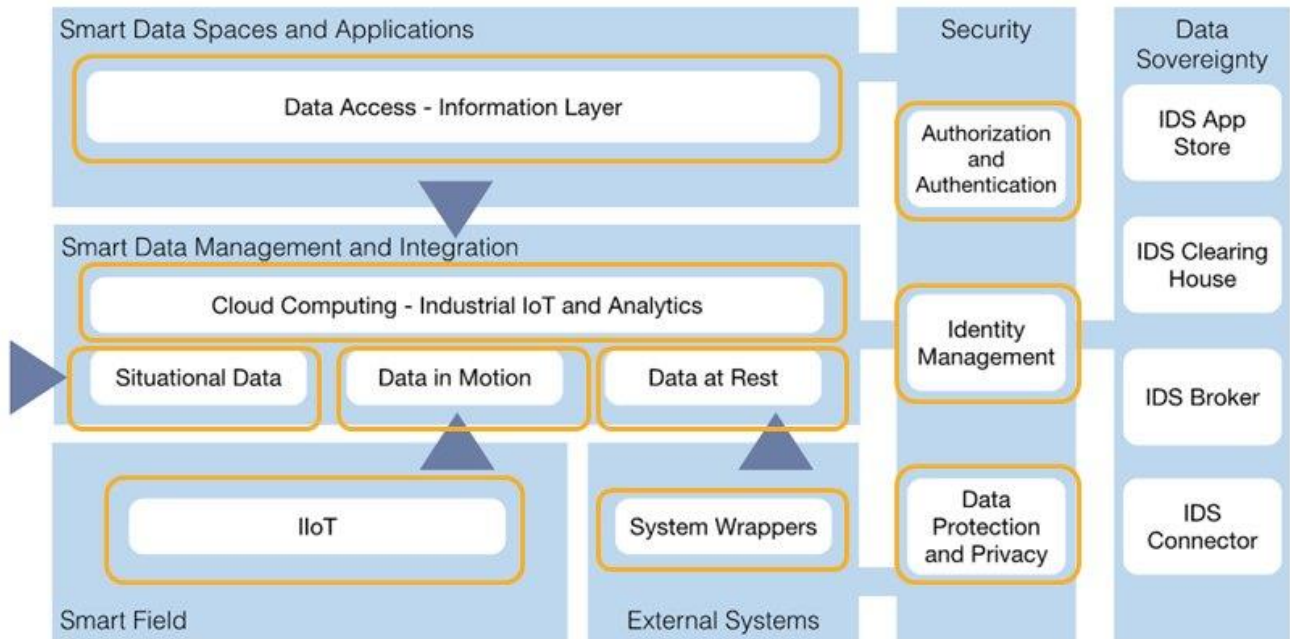 Smart Data Spaces and Applications
Data Access - Information Layer
Smart Data Management and Integration
Cloud Computing - Industrial IoT and Analytics
Situational Data
Data in Motion
Data at Rest
IIoT
Smart Field
System Wrappers
External Systems
Security
Authorization
and
Authentication
Identity
Management
Data
Protection
and Privacy
Data
Sovereignty
IDS App
Store
IDS Clearing
House
IDS Broker
IDS
Connector